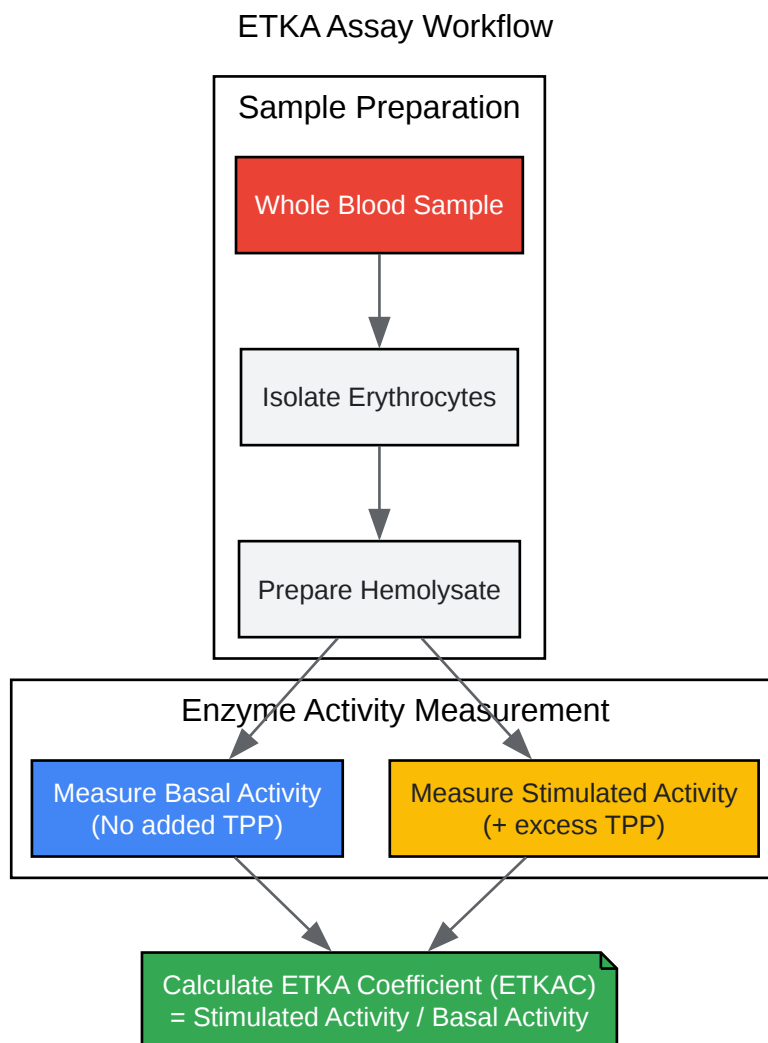 ETKA Assay Workflow
Sample Preparation
Whole Blood Sample
Isolate Erythrocytes
Prepare Hemolysate
Enzyme Activity Measurement
Measure Basal Activity
(No added TPP)
Measure Stimulated Activity
(+ excess TPP)
Calculate ETKA Coefficient (ETKAC)
= Stimulated Activity / Basal Activity